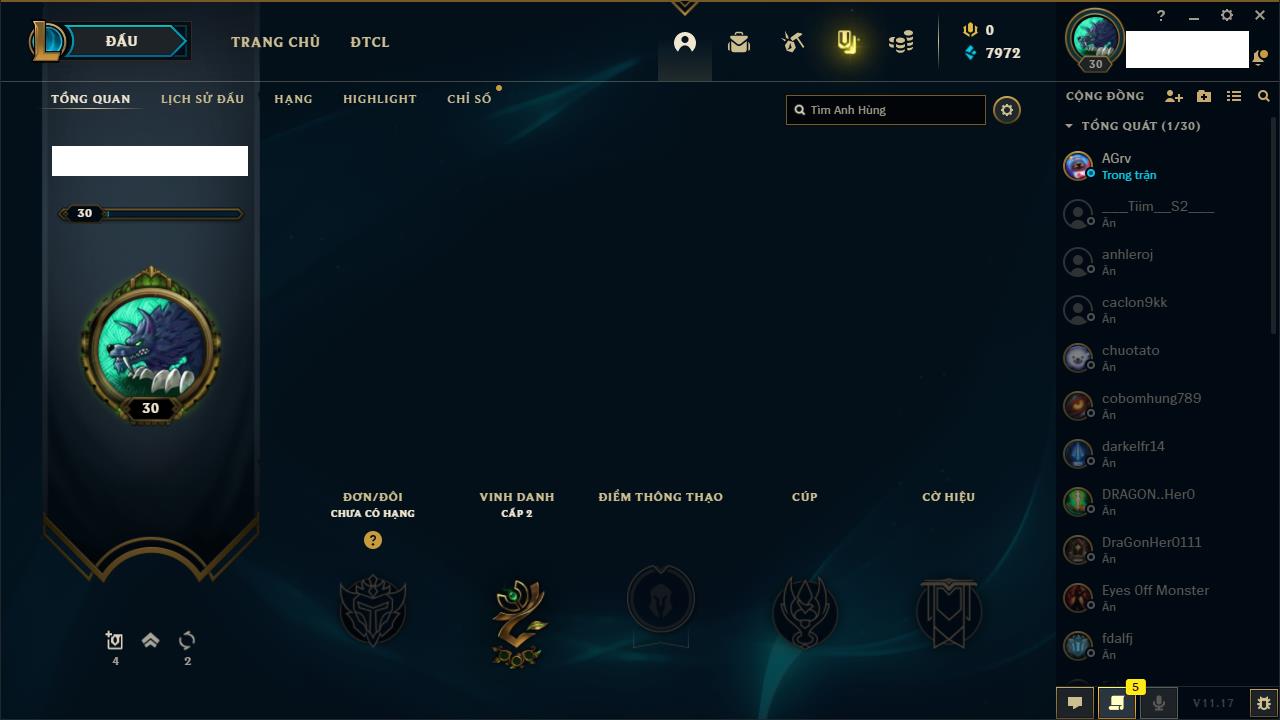 ĐẤU
TRANG CHỦ
ĐTCL
0
7972
?
30
TỔNG QUAN
LỊCH SỬ ĐẤU
HẠNG
HIGHLIGHT
CHỈ SỐ
Tìm Anh Hùng
CỘNG ĐỒNG
TỔNG QUÁT (1/30)
30
30
ĐƠN/ĐÔI
CHƯA CÓ HẠNG
?
VINH DANH
CẤP 2
ĐIỂM THÔNG THẠO
CÚP
CỜ HIỆU
4
2
AGrv
Trong trận
____Tiim__S2____
Ẩn
anhleroj
Ẩn
caclon9kk
Ẩn
chuotato
Ẩn
cobomhung789
Ẩn
darkelfr14
Ẩn
DRAGON..Her0
Ẩn
DraGonHer0111
Ẩn
Eyes 0ff Monster
Ẩn
fdalfj
Ẩn
5
V11.17